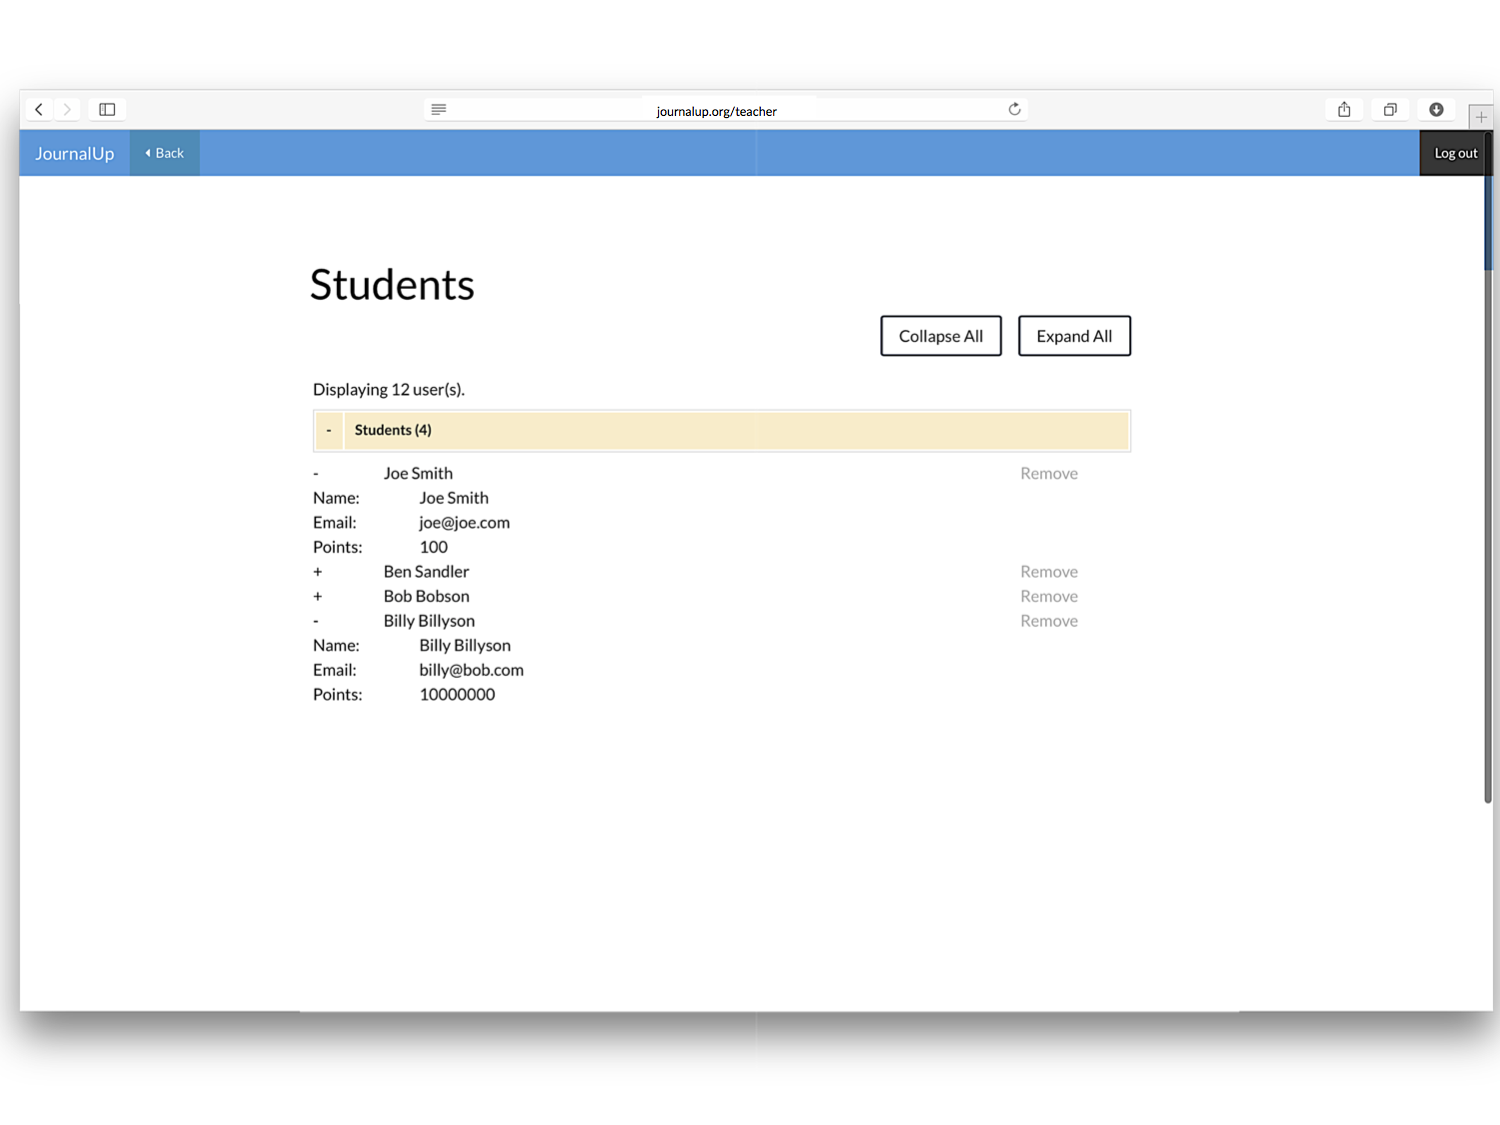 journalup.org/teacher
JournalUp Back Log out
Students
Collapse All Expand All
Displaying 12 user(s).
- Students (4)
- Joe Smith Remove
Name: Joe Smith
Email: joe@joe.com
Points: 100
+ Ben Sandler Remove
+ Bob Bobson Remove
- Billy Billyson Remove
Name: Billy Billyson
Email: billy@bob.com
Points: 10000000